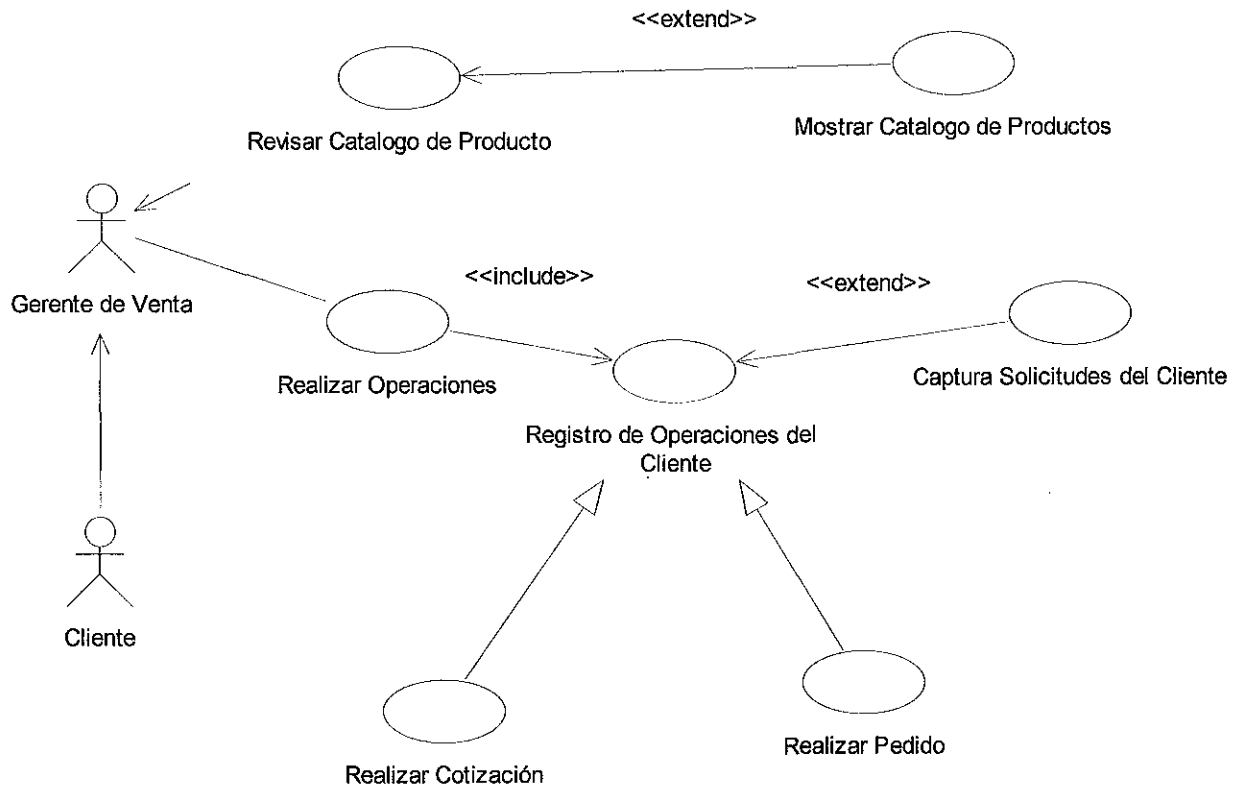 <<extend>>
Revisar Catalogo de Producto
Mostrar Catalogo de Productos
Gerente de Venta
<<include>>
<<extend>>
Realizar Operaciones
Captura Solicitudes del Cliente
Registro de Operaciones del
Cliente
Cliente
Realizar Pedido
Realizar Cotización